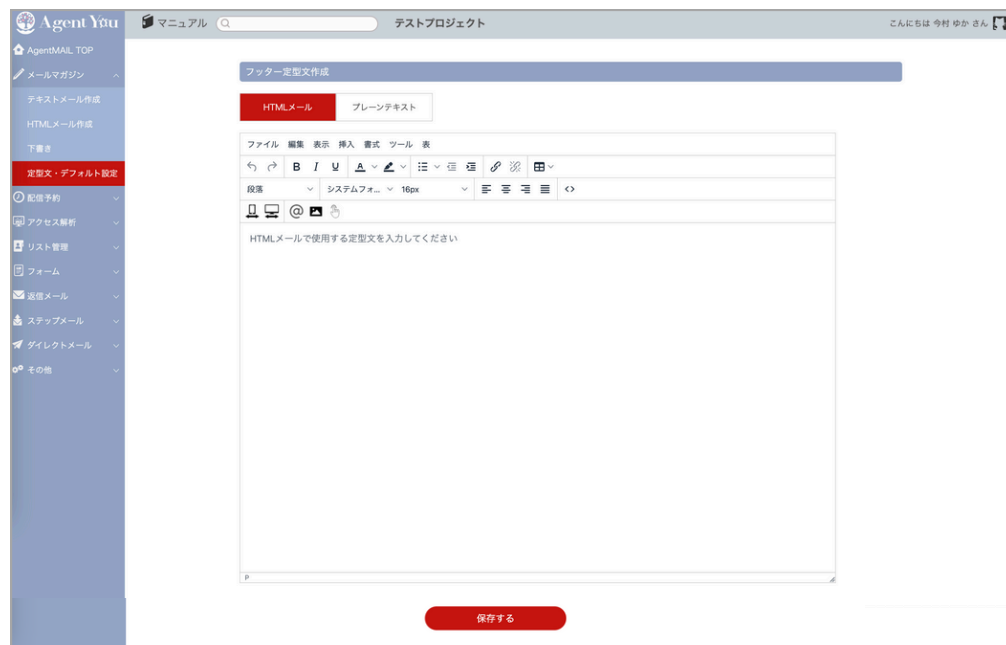 Agent You
マニュアル
テストプロジェクト
こんにちは 今村 ゆか さん
AgentMAIL TOP
メールマガジン
テキストメール作成
HTMLメール作成
下書き
定型文・デフォルト設定
配信予約
アクセス解析
リスト管理
フォーム
返信メール
ステップメール
ダイレクトメール
その他
フッター定型文作成
HTMLメール プレーンテキスト
ファイル 編集 表示 挿入 書式 ツール 表
B I U A
段落 システムフォ... 16px
HTMLメールで使用する定型文を入力してください
P
保存する